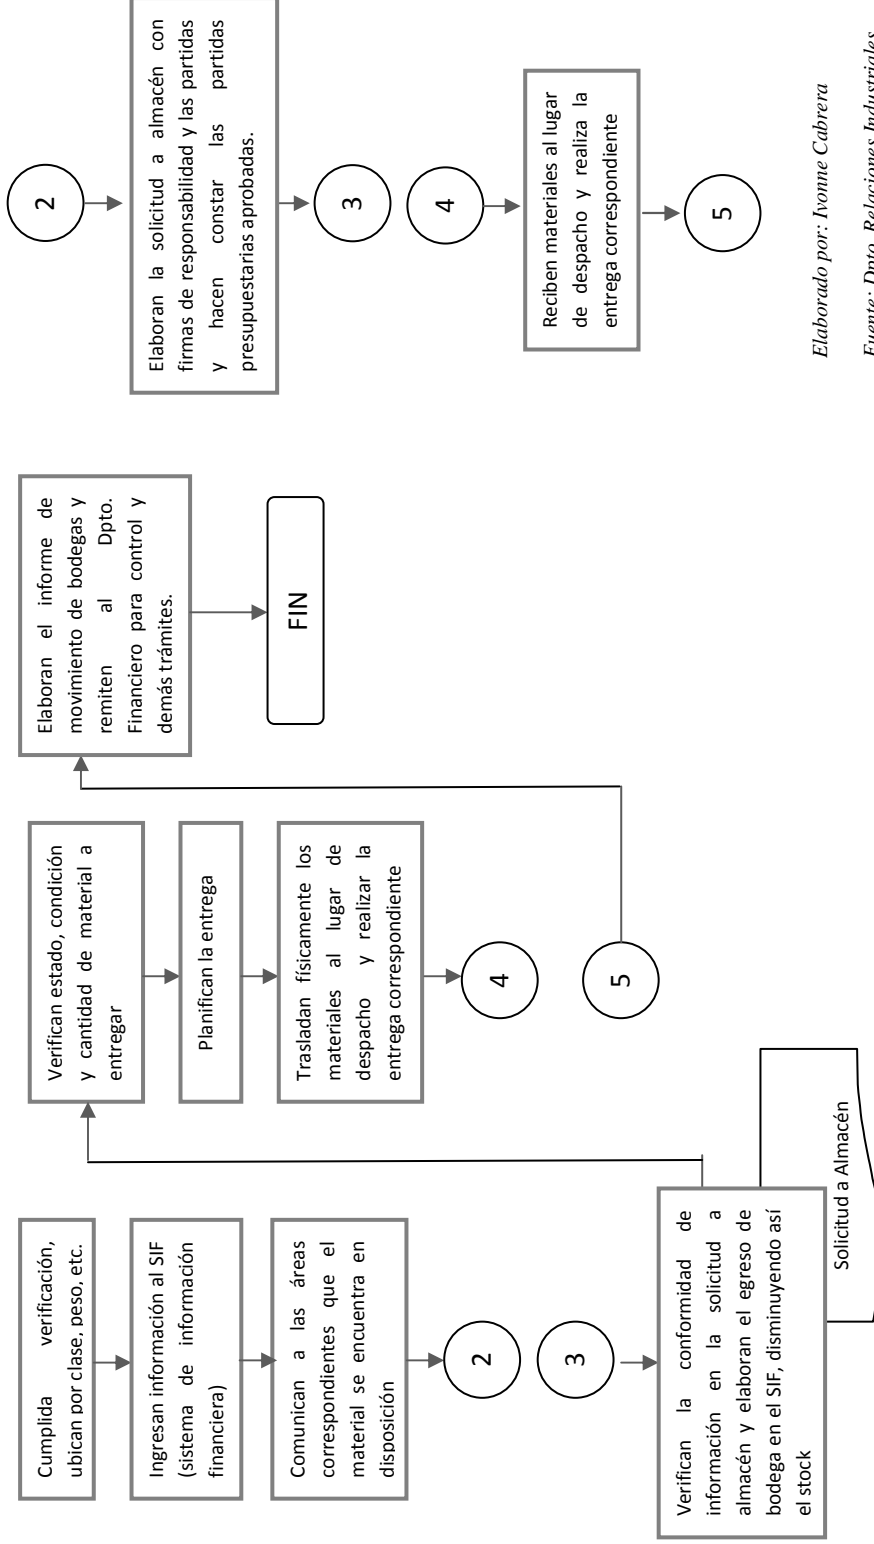 Cumplida verificación,
ubican por clase, peso, etc.
Ingresan información al SIF
(sistema de información
financiera)
Comunican a las áreas
correspondientes que el
material se encuentra en
disposición
2
3
Verifican la conformidad de
información en la solicitud a
almacén y elaboran el egreso de
bodega en el SIF, disminuyendo así
el stock
Solicitud a Almacén
Verifican estado, condición
y cantidad de material a
entregar
Planifican la entrega
Trasladan físicamente los
materiales al lugar de
despacho y realizar la
entrega correspondiente
4
5
Elaboran el informe de
movimiento de bodegas y
remiten al Dpto.
Financiero para control y
demás trámites.
FIN
2
Elaboran la solicitud a almacén con
firmas de responsabilidad y las partidas
y hacen constar las partidas
presupuestarias aprobadas.
3
4
Reciben materiales al lugar
de despacho y realiza la
entrega correspondiente
5
Elaborado por: Ivonne Cabrera
Fuente: Dpto. Relaciones Industriales